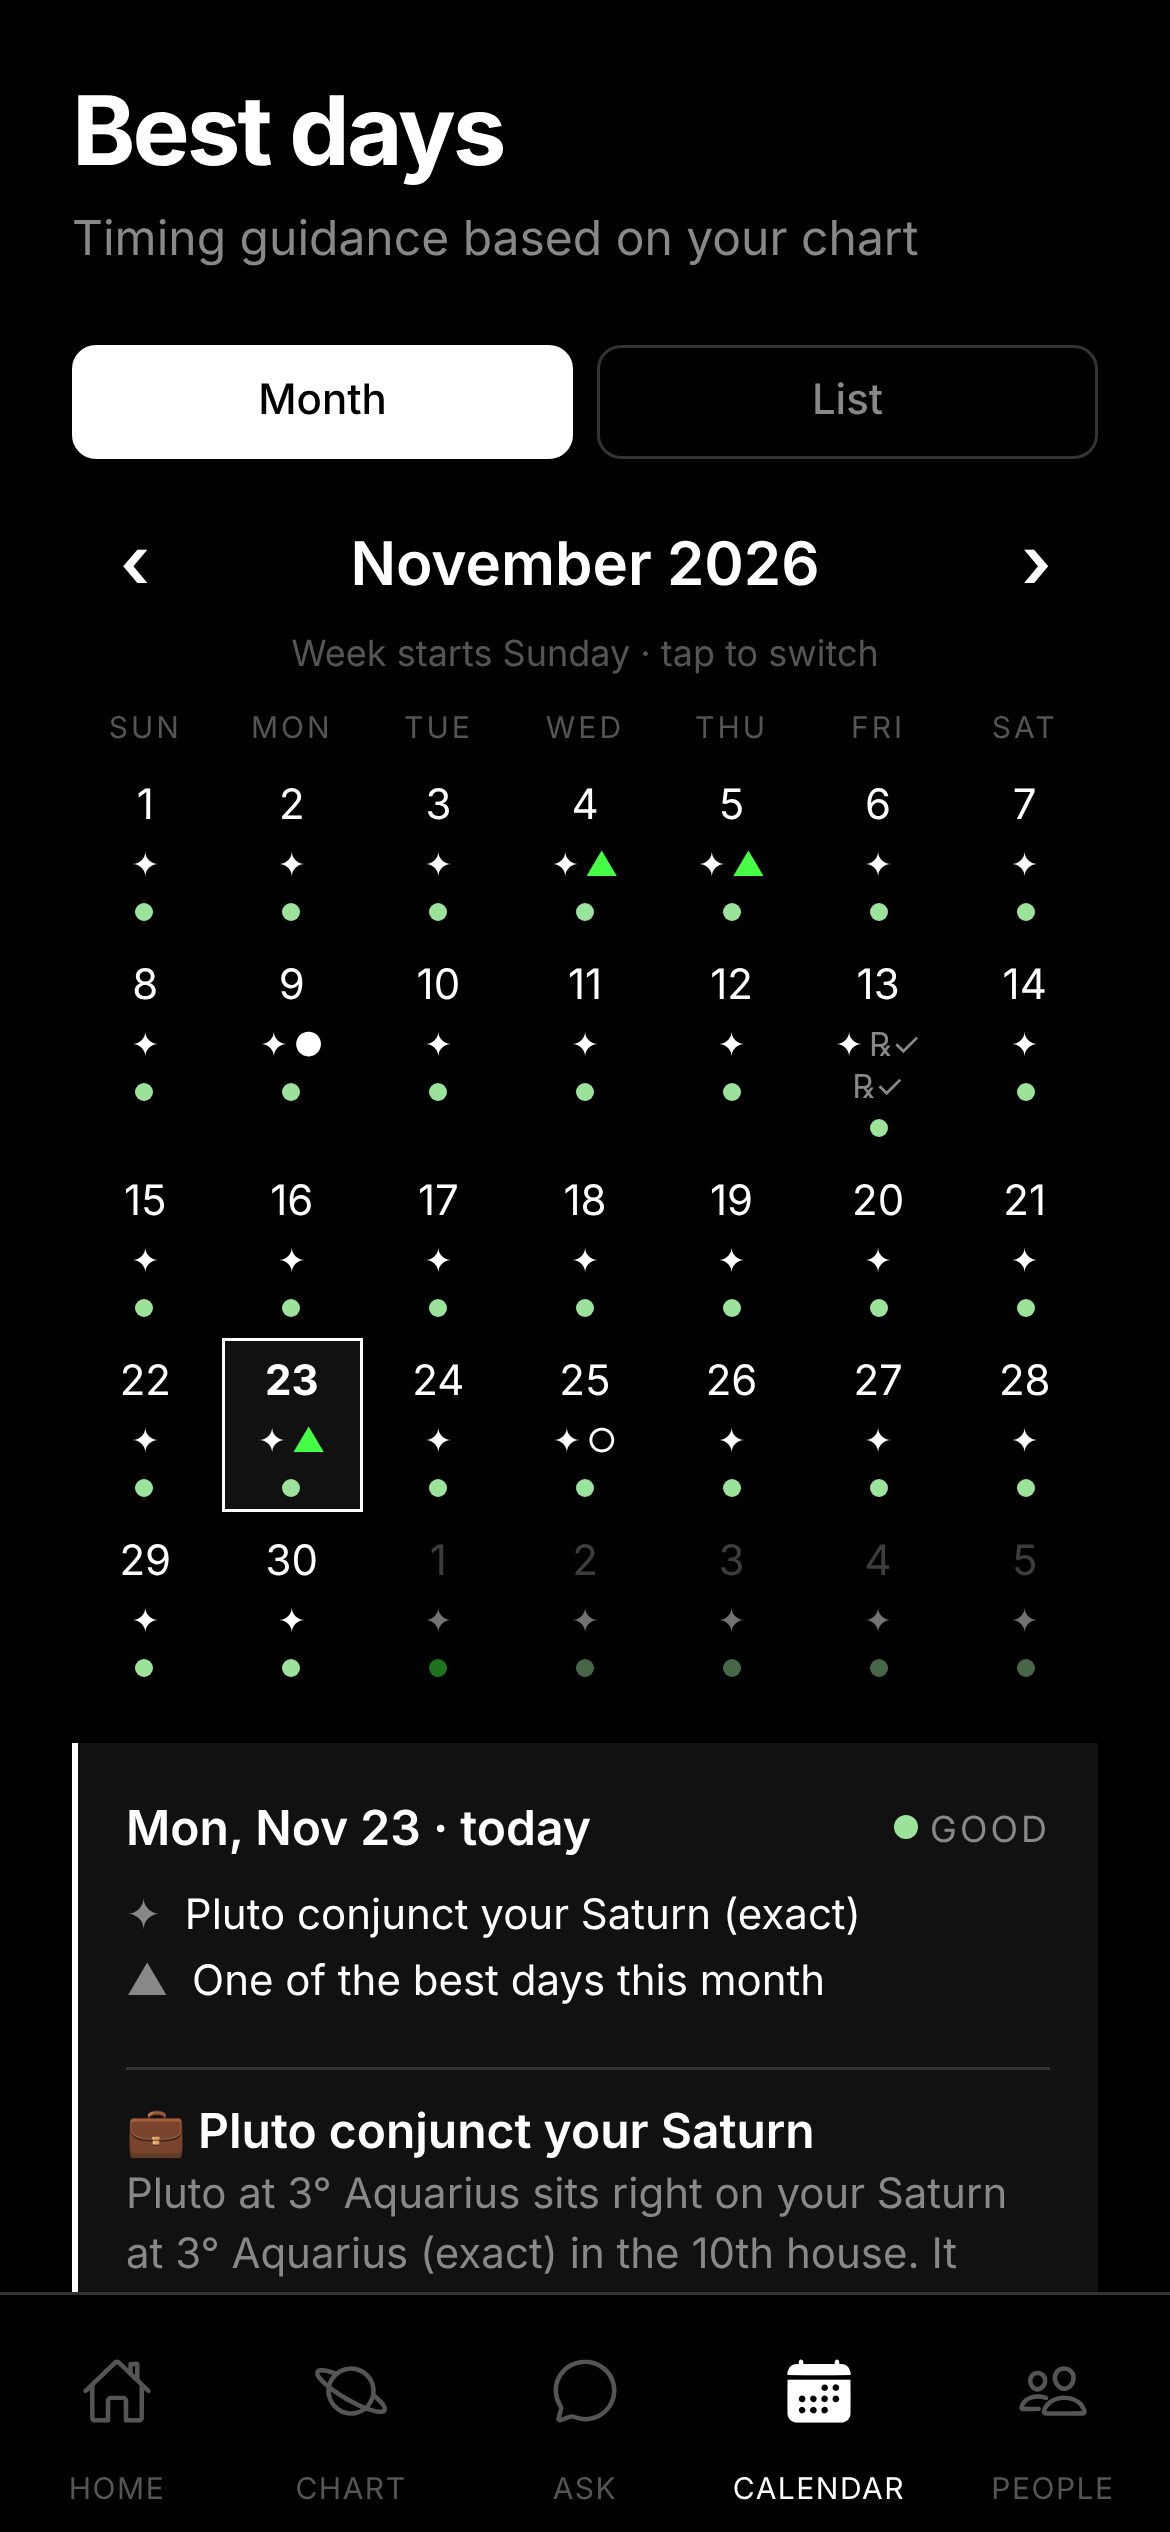 Best days
Timing guidance based on your chart
Month
List
‹ November 2026 ›
Week starts Sunday · tap to switch
SUN MON TUE WED THU FRI SAT
1 2 3 4 5 6 7
✦ ✦ ✦ ✦▲ ✦▲ ✦ ✦
8 9 10 11 12 13 14
✦ ✦● ✦ ✦ ✦ ✦℞✓ ✦
℞✓
15 16 17 18 19 20 21
✦ ✦ ✦ ✦ ✦ ✦ ✦
22 23 24 25 26 27 28
✦ ✦▲ ✦ ✦○ ✦ ✦ ✦
29 30 1 2 3 4 5
✦ ✦ ✦ ✦ ✦ ✦ ✦
Mon, Nov 23 · today
GOOD
✦ Pluto conjunct your Saturn (exact)
▲ One of the best days this month
💼 Pluto conjunct your Saturn
Pluto at 3° Aquarius sits right on your Saturn
at 3° Aquarius (exact) in the 10th house. It
HOME CHART ASK CALENDAR PEOPLE